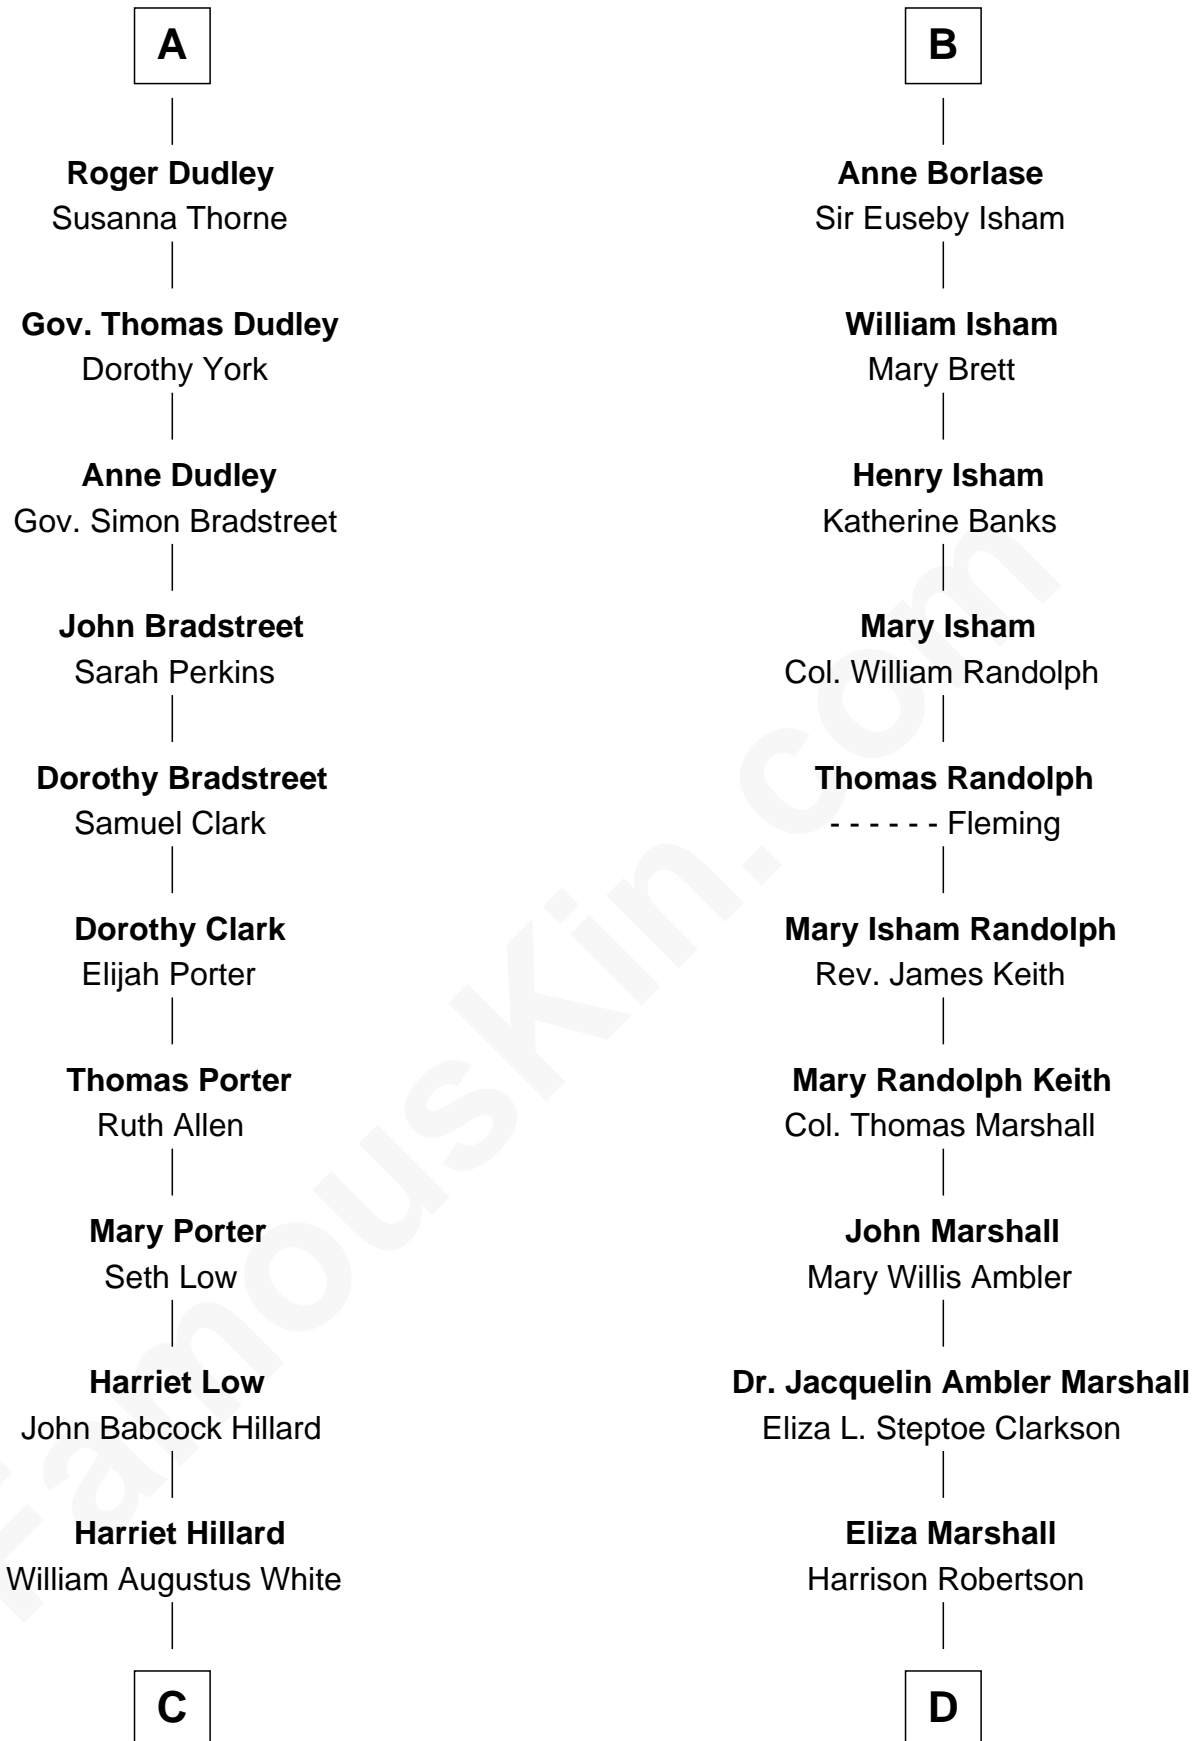 A
Roger Dudley
Susanna Thorne
Gov. Thomas Dudley
Dorothy York
Anne Dudley
Gov. Simon Bradstreet
John Bradstreet
Sarah Perkins
Dorothy Bradstreet
Samuel Clark
Dorothy Clark
Elijah Porter
Thomas Porter
Ruth Allen
Mary Porter
Seth Low
Harriet Low
John Babcock Hillard
Harriet Hillard
William Augustus White
C
B
Anne Borlase
Sir Euseby Isham
William Isham
Mary Brett
Henry Isham
Katherine Banks
Mary Isham
Col. William Randolph
Thomas Randolph
- - - - - - Fleming
Mary Isham Randolph
Rev. James Keith
Mary Randolph Keith
Col. Thomas Marshall
John Marshall
Mary Willis Ambler
Dr. Jacquelin Ambler Marshall
Eliza L. Steptoe Clarkson
Eliza Marshall
Harrison Robertson
D
FamousKin.com